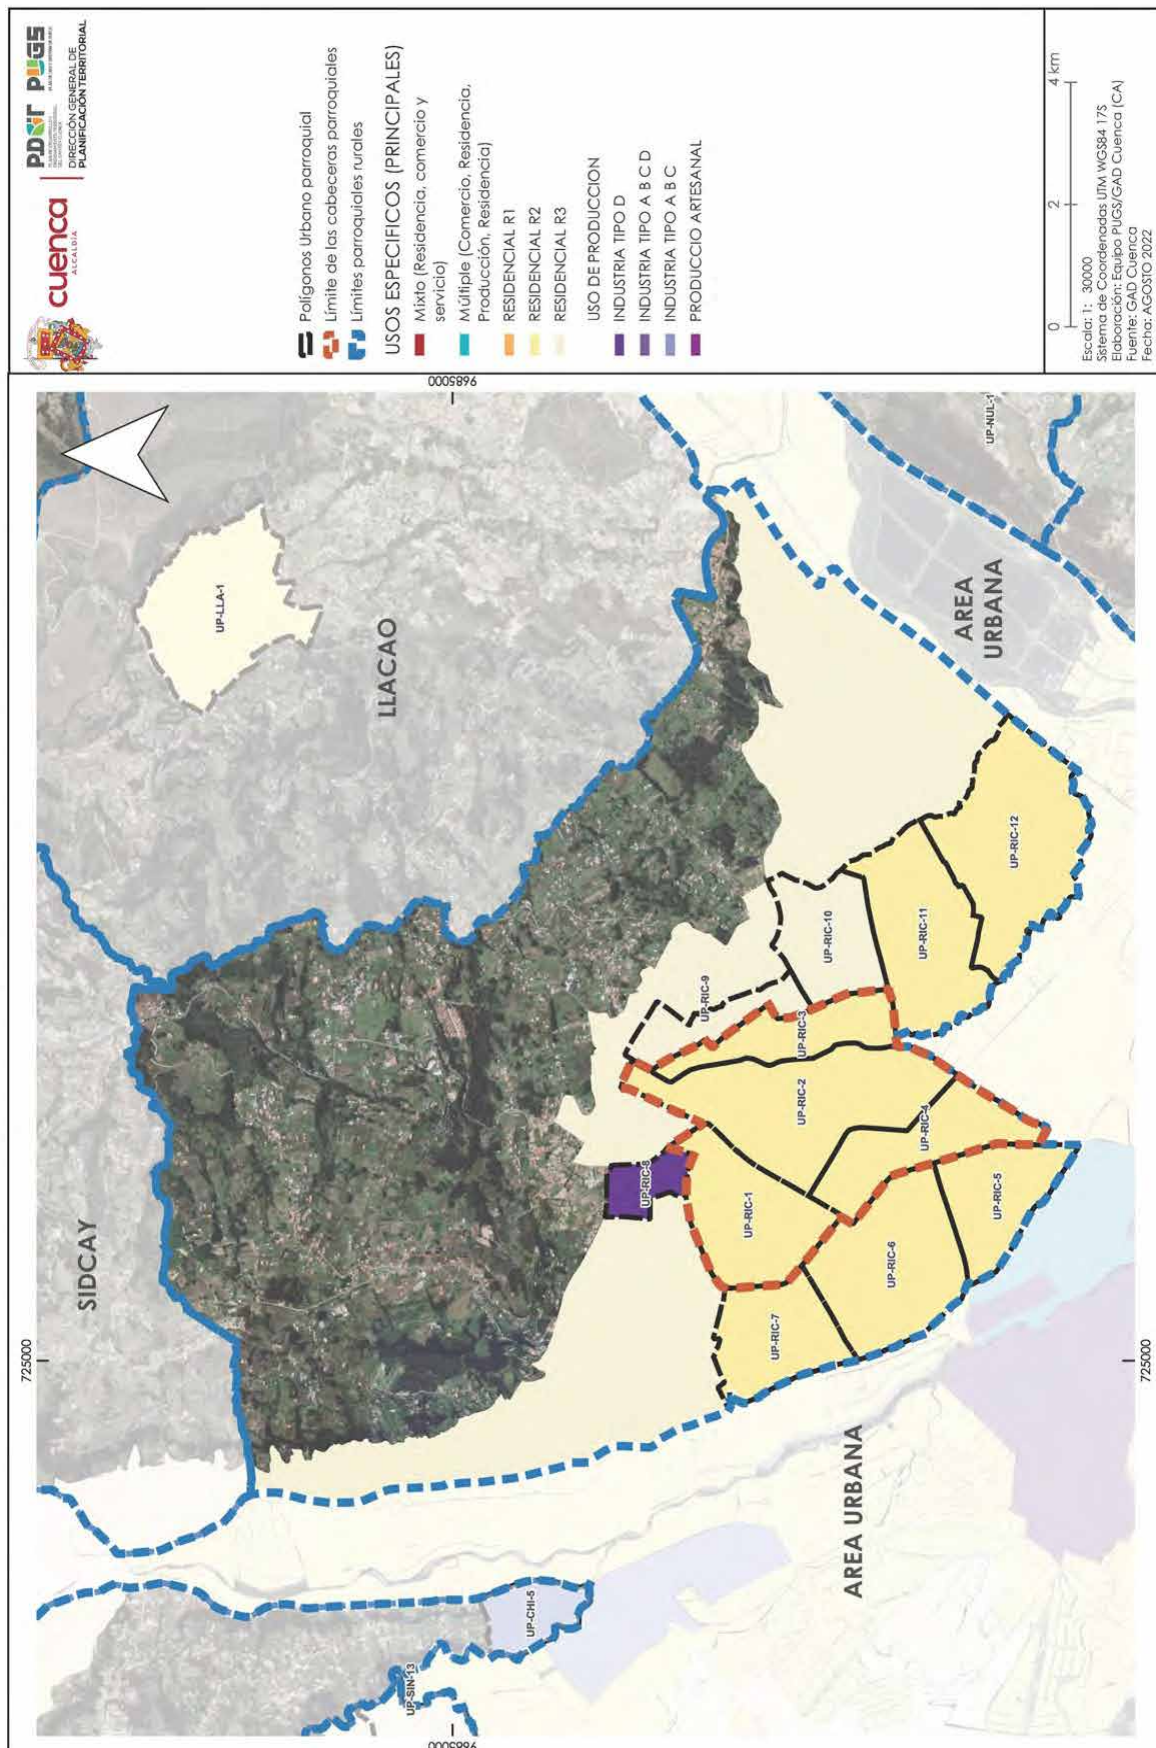 cuenca
ALCALDÍA
PDOT PUGS
DIRECCIÓN GENERAL DE
PLANIFICACIÓN TERRITORIAL
Polígonos Urbano parroquial
Límite de las cabeceras parroquiales
Límites parroquiales rurales
USOS ESPECIFICOS (PRINCIPALES)
Mixto (Residencia, comercio y
servicio)
Múltiple (Comercio, Residencia,
Producción, Residencia)
RESIDENCIAL R1
RESIDENCIAL R2
RESIDENCIAL R3
USO DE PRODUCCION
INDUSTRIA TIPO D
INDUSTRIA TIPO A B C D
INDUSTRIA TIPO A B C
PRODUCCIO ARTESANAL
0 2 4 km
Escala: 1: 30000
Sistema de Coordenadas UTM WGS84 17S
Elaboración: Equipo PUGS/GAD Cuenca (CA)
Fuente: GAD Cuenca
Fecha: AGOSTO 2022
725000
SIDCAY
UP-LLA-1
LLACAO
9685000
9685000
UP-SIN-13
UP-CHI-5
UP-RIC-8
UP-RIC-9
UP-RIC-1
UP-RIC-2
UP-RIC-3
UP-RIC-10
UP-RIC-7
UP-RIC-6
UP-RIC-4
UP-RIC-11
UP-RIC-5
UP-RIC-12
AREA URBANA
AREA
URBANA
UP-NUL-1
725000